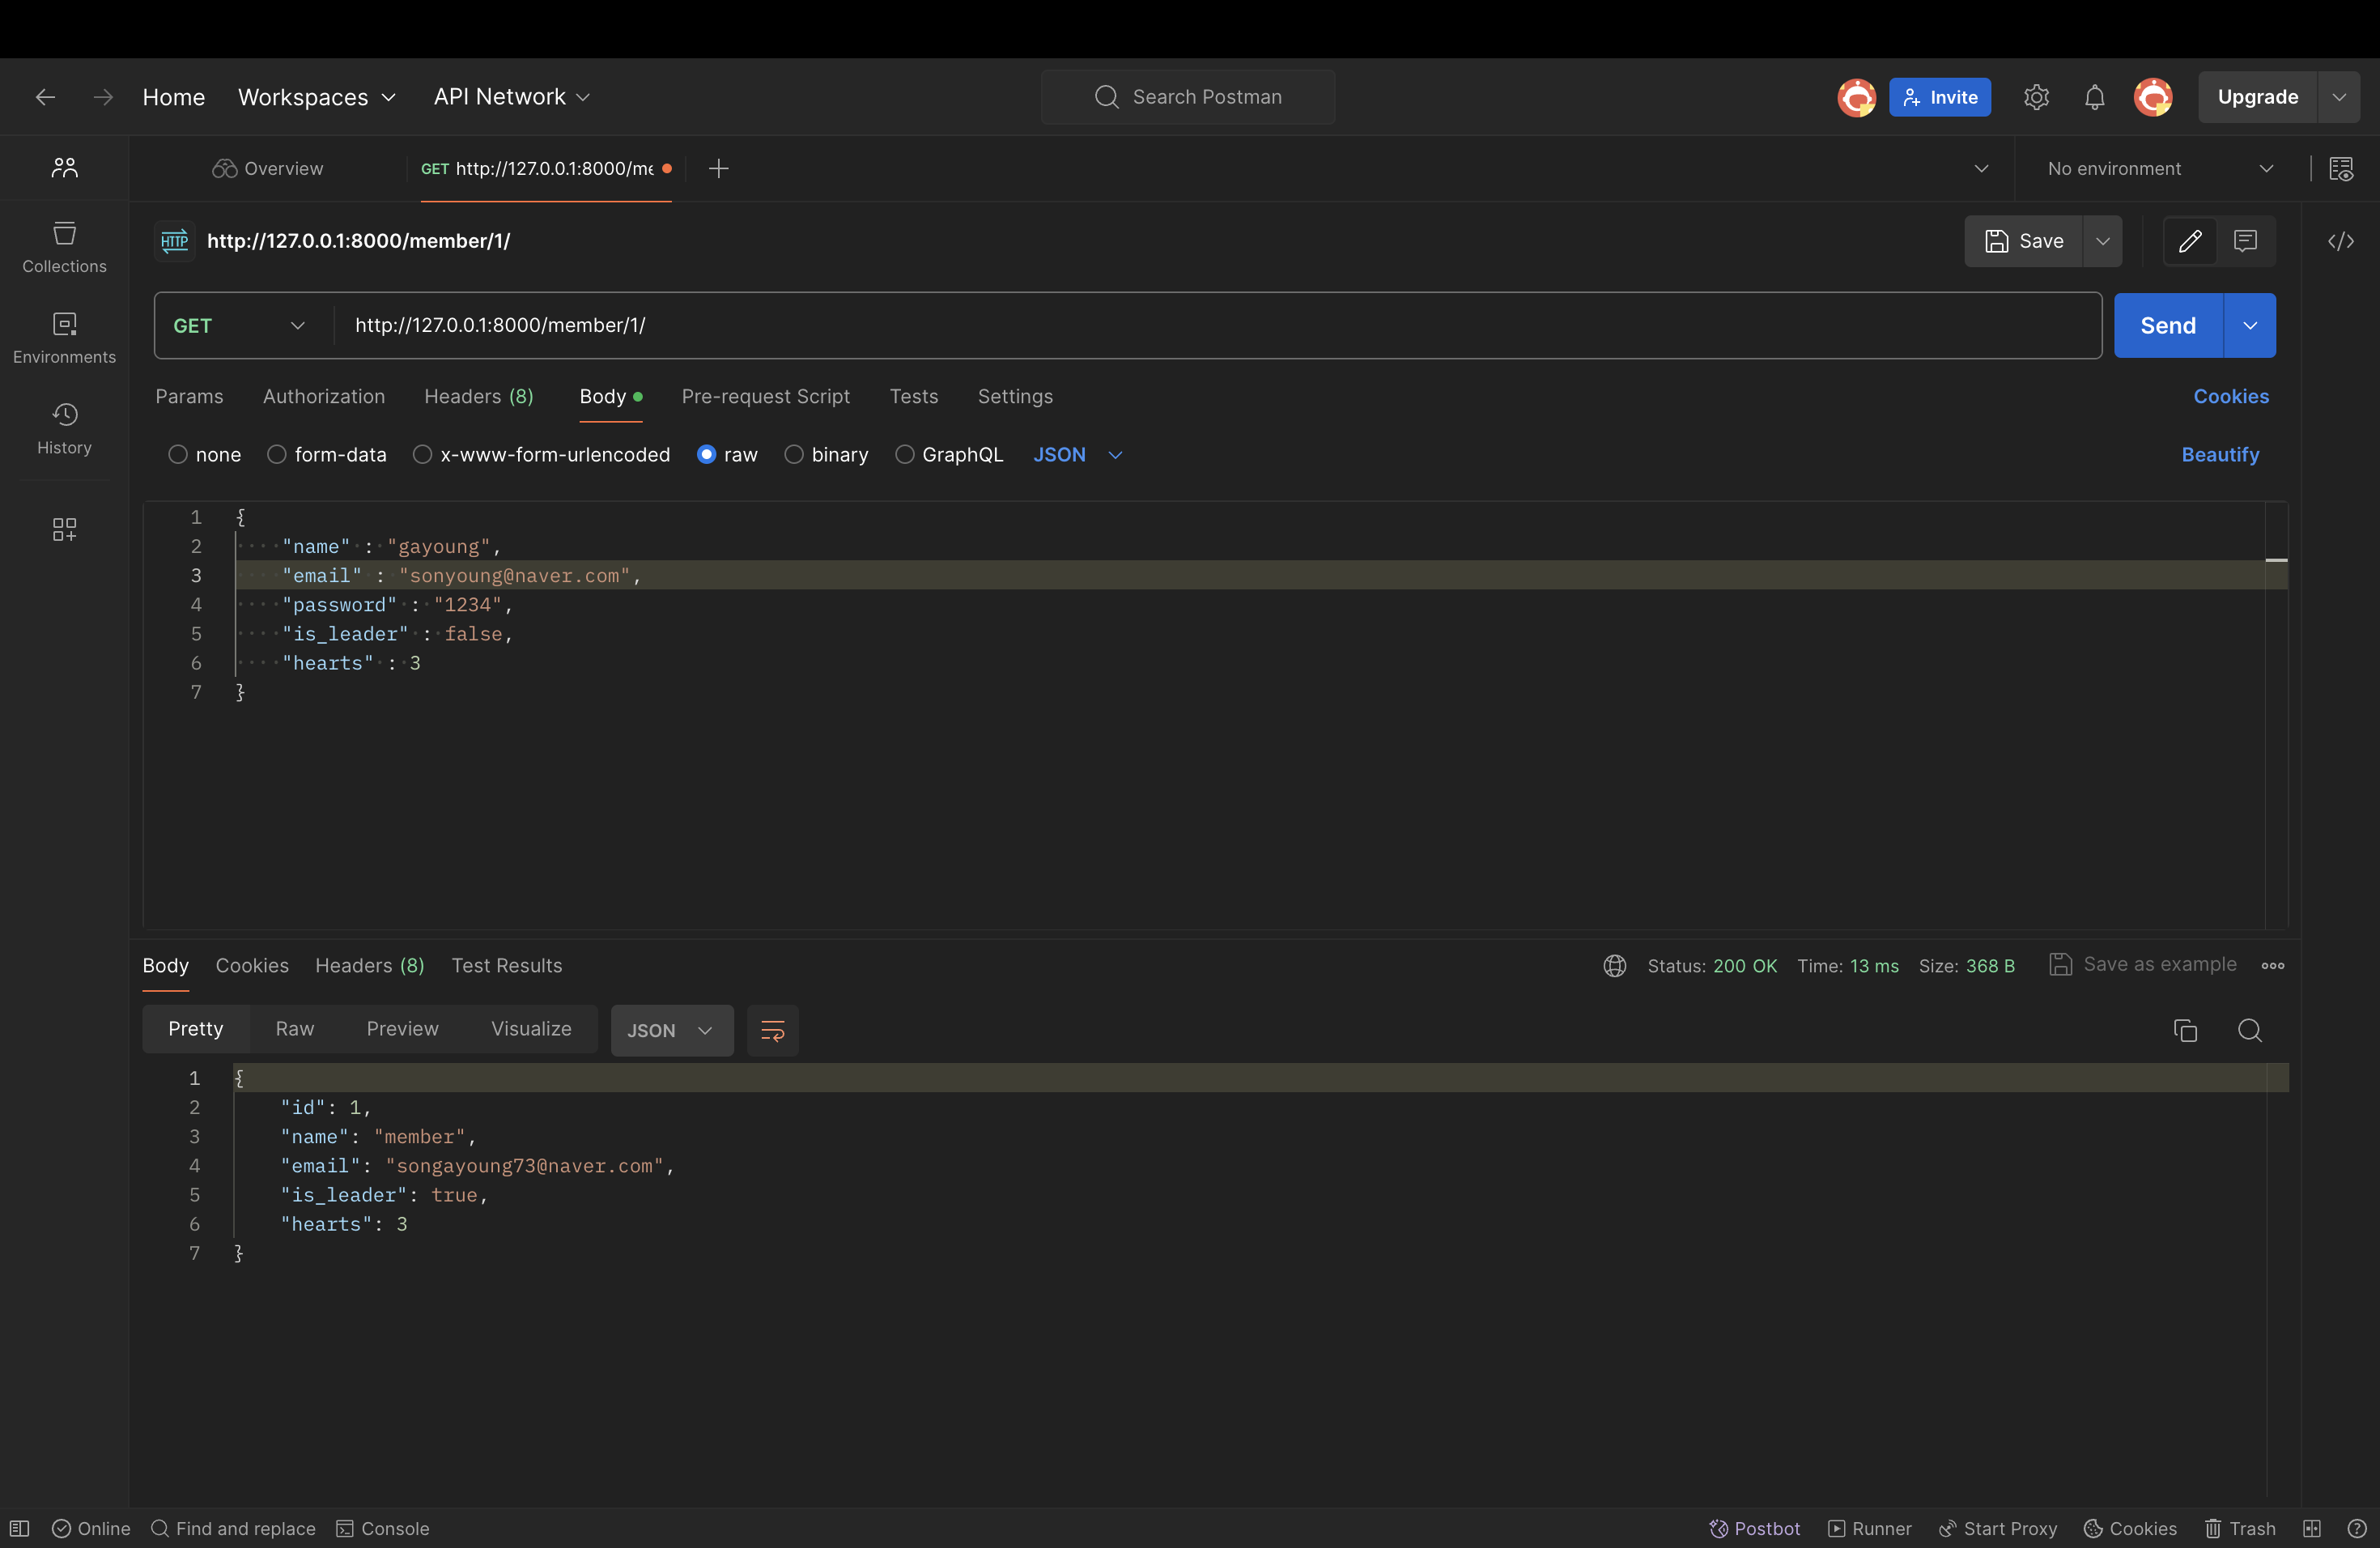 Home Workspaces API Network Search Postman Invite Upgrade
Overview GET http://127.0.0.1:8000/me No environment
HTTP http://127.0.0.1:8000/member/1/ Save
Collections
Environments
History
GET http://127.0.0.1:8000/member/1/ Send
Params Authorization Headers (8) Body Pre-request Script Tests Settings Cookies
none form-data x-www-form-urlencoded raw binary GraphQL JSON Beautify
1 {
2 "name" : "gayoung",
3 "email" : "sonyoung@naver.com",
4 "password" : "1234",
5 "is_leader" : false,
6 "hearts" : 3
7 }
Body Cookies Headers (8) Test Results Status: 200 OK Time: 13 ms Size: 368 B Save as example
Pretty Raw Preview Visualize JSON
1 {
2 "id": 1,
3 "name": "member",
4 "email": "songayoung73@naver.com",
5 "is_leader": true,
6 "hearts": 3
7 }
Online Find and replace Console Postbot Runner Start Proxy Cookies Trash